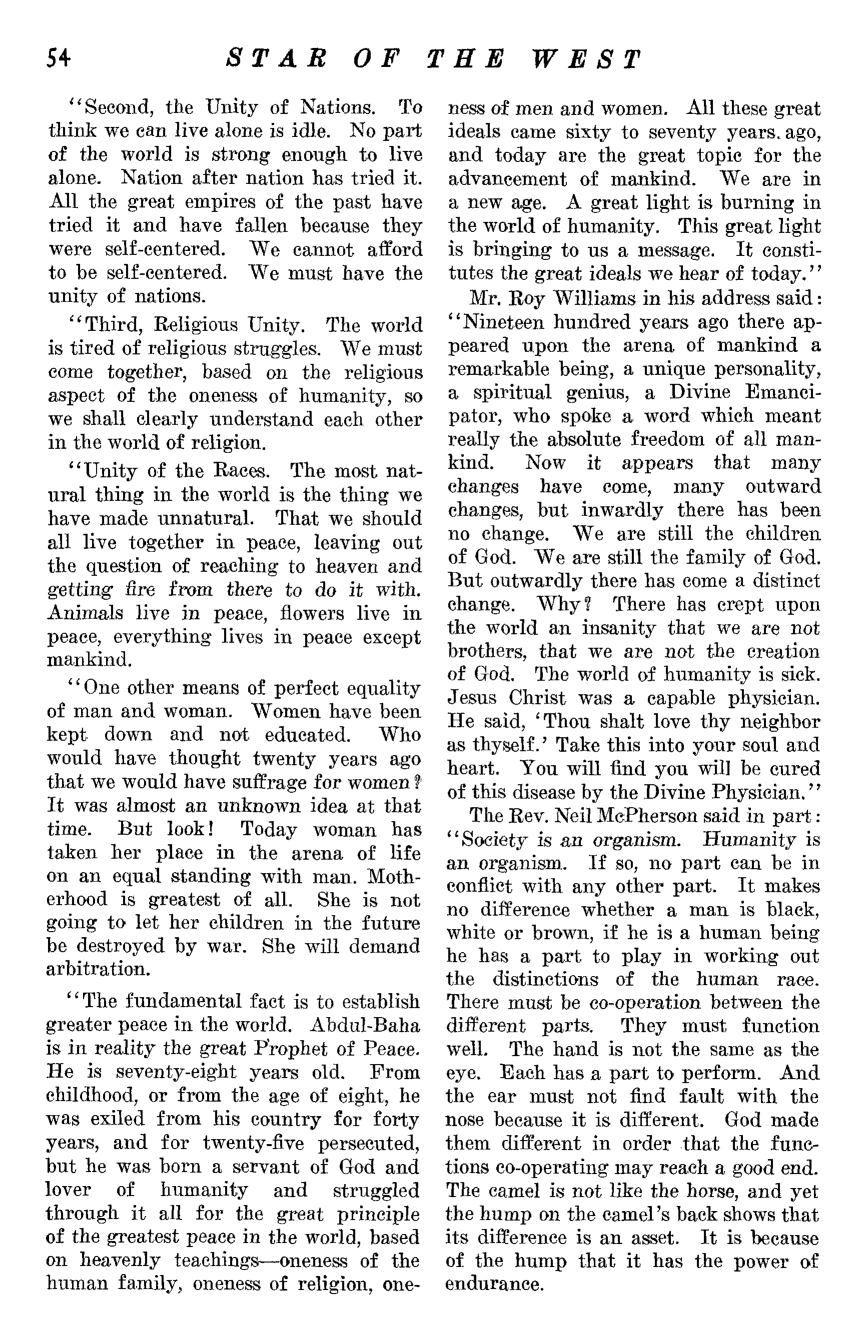 54 STAR OF THE WEST
"Second, the Unity of Nations. To
think we can live alone is idle. No part
of the world is strong enough to live
alone. Nation after nation has tried it.
All the great empires of the past have
tried it and have fallen because they
were self-centered. We cannot afford
to be self-centered. We must have the
unity of nations.
"Third, Religious Unity. The world
is tired of religious struggles. We must
come together, based on the religious
aspect of the oneness of humanity, so
we shall clearly understand each other
in the world of religion.
"Unity of the Races. The most nat-
ural thing in the world is the thing we
have made unnatural. That we should
all live together in peace, leaving out
the question of reaching to heaven and
getting fire from there to do it with.
Animals live in peace, flowers live in
peace, everything lives in peace except
mankind.
"One other means of perfect equality
of man and woman. Women have been
kept down and not educated. Who
would have thought twenty years ago
that we would have suffrage for women?
It was almost an unknown idea at that
time. But look! Today woman has
taken her place in the arena of life
on an equal standing with man. Moth-
erhood is greatest of all. She is not
going to let her children in the future
be destroyed by war. She will demand
arbitration.
"The fundamental fact is to establish
greater peace in the world. Abdul-Baha
is in reality the great Prophet of Peace.
He is seventy-eight years old. From
childhood, or from the age of eight, he
was exiled from his country for forty
years, and for twenty-five persecuted,
but he was born a servant of God and
lover of humanity and struggled
through it all for the great principle
of the greatest peace in the world, based
on heavenly teachings—oneness of the
human family, oneness of religion, one-
ness of men and women. All these great
ideals came sixty to seventy years. ago,
and today are the great topic for the
advancement of mankind. We are in
a new age. A great light is burning in
the world of humanity. This great light
is bringing to us a message. It consti-
tutes the great ideals we hear of today."
Mr. Roy Williams in his address said:
"Nineteen hundred years ago there ap-
peared upon the arena of mankind a
remarkable being, a unique personality,
a spiritual genius, a Divine Emanci-
pator, who spoke a word which meant
really the absolute freedom of all man-
kind. Now it appears that many
changes have come, many outward
changes, but inwardly there has been
no change. We are still the children
of God. We are still the family of God.
But outwardly there has come a distinct
change. Why? There has crept upon
the world an insanity that we are not
brothers, that we are not the creation
of God. The world of humanity is sick.
Jesus Christ was a capable physician.
He said, 'Thou shalt love thy neighbor
as thyself.' Take this into your soul and
heart. You will find you will be cured
of this disease by the Divine Physician."
The Rev. Neil McPherson said in part:
"Society is an organism. Humanity is
an organism. If so, no part can be in
conflict with any other part. It makes
no difference whether a man is black,
white or brown, if he is a human being
he has a part to play in working out
the distinctions of the human race.
There must be co-operation between the
different parts. They must function
well. The hand is not the same as the
eye. Each has a part to perform. And
the ear must not find fault with the
nose because it is different. God made
them different in order that the func-
tions co-operating may reach a good end.
The camel is not like the horse, and yet
the hump on the camel's back shows that
its difference is an asset. It is because
of the hump that it has the power of
endurance.